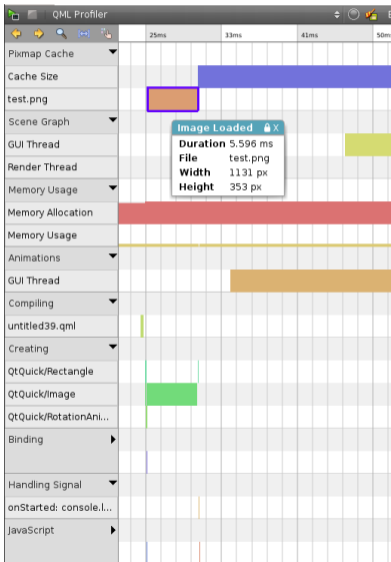 QML Profiler
25ms 33ms 41ms 50ms
Pixmap Cache
Cache Size
test.png
Scene Graph
Image Loaded X
GUI Thread
Duration 5.596 ms
File test.png
Render Thread
Width 1131 px
Memory Usage
Height 353 px
Memory Allocation
Memory Usage
Animations
GUI Thread
Compiling
untitled39.qml
Creating
QtQuick/Rectangle
QtQuick/Image
QtQuick/RotationAni...
Binding
Handling Signal
onStarted: console.l...
JavaScript